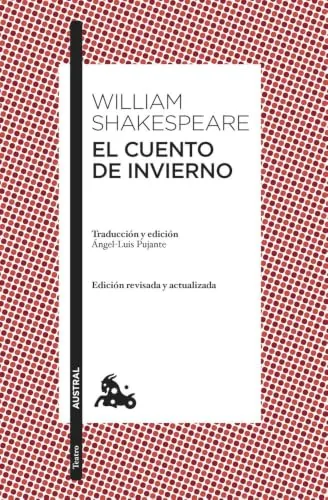 WILLIAM
SHAKESPEARE
EL CUENTO
DE INVIERNO
Traducción y edición
Ángel-Luis Pujante
Edición revisada y actualizada
AUSTRAL
Teatro